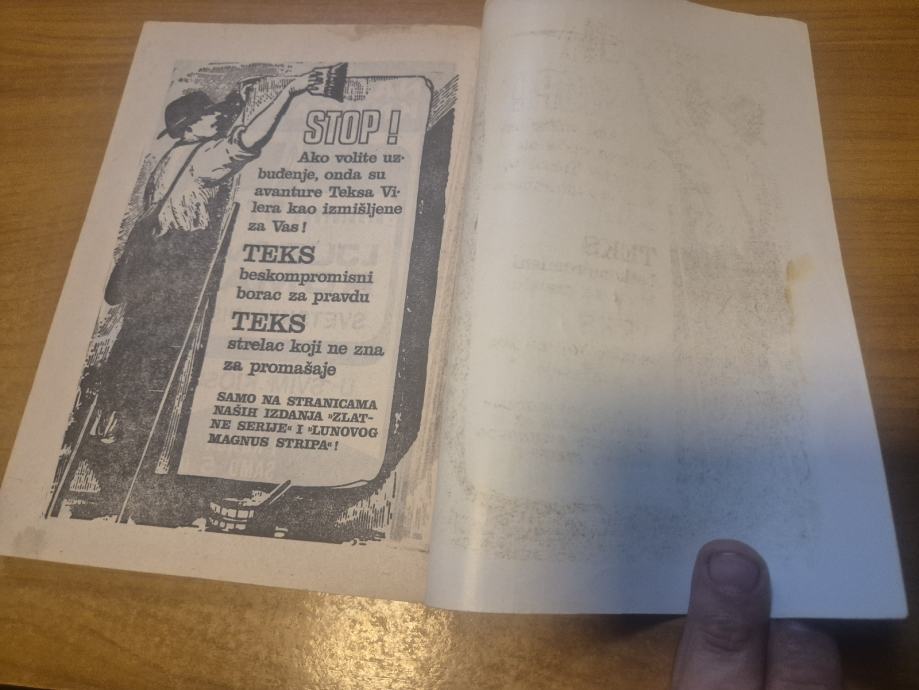 STOP!
Ako volite uz-
buđenje, onda su
avanture Teksa Vi-
lera kao izmišljene
za Vas!
TEKS
beskompromisni
borac za pravdu
TEKS
strelac koji ne zna
za promašaje
SAMO NA STRANICAMA
NAŠIH IZDANJA »ZLAT-
NE SERIJE« I »LUNOVOG
MAGNUS STRIPA«!
TEKS